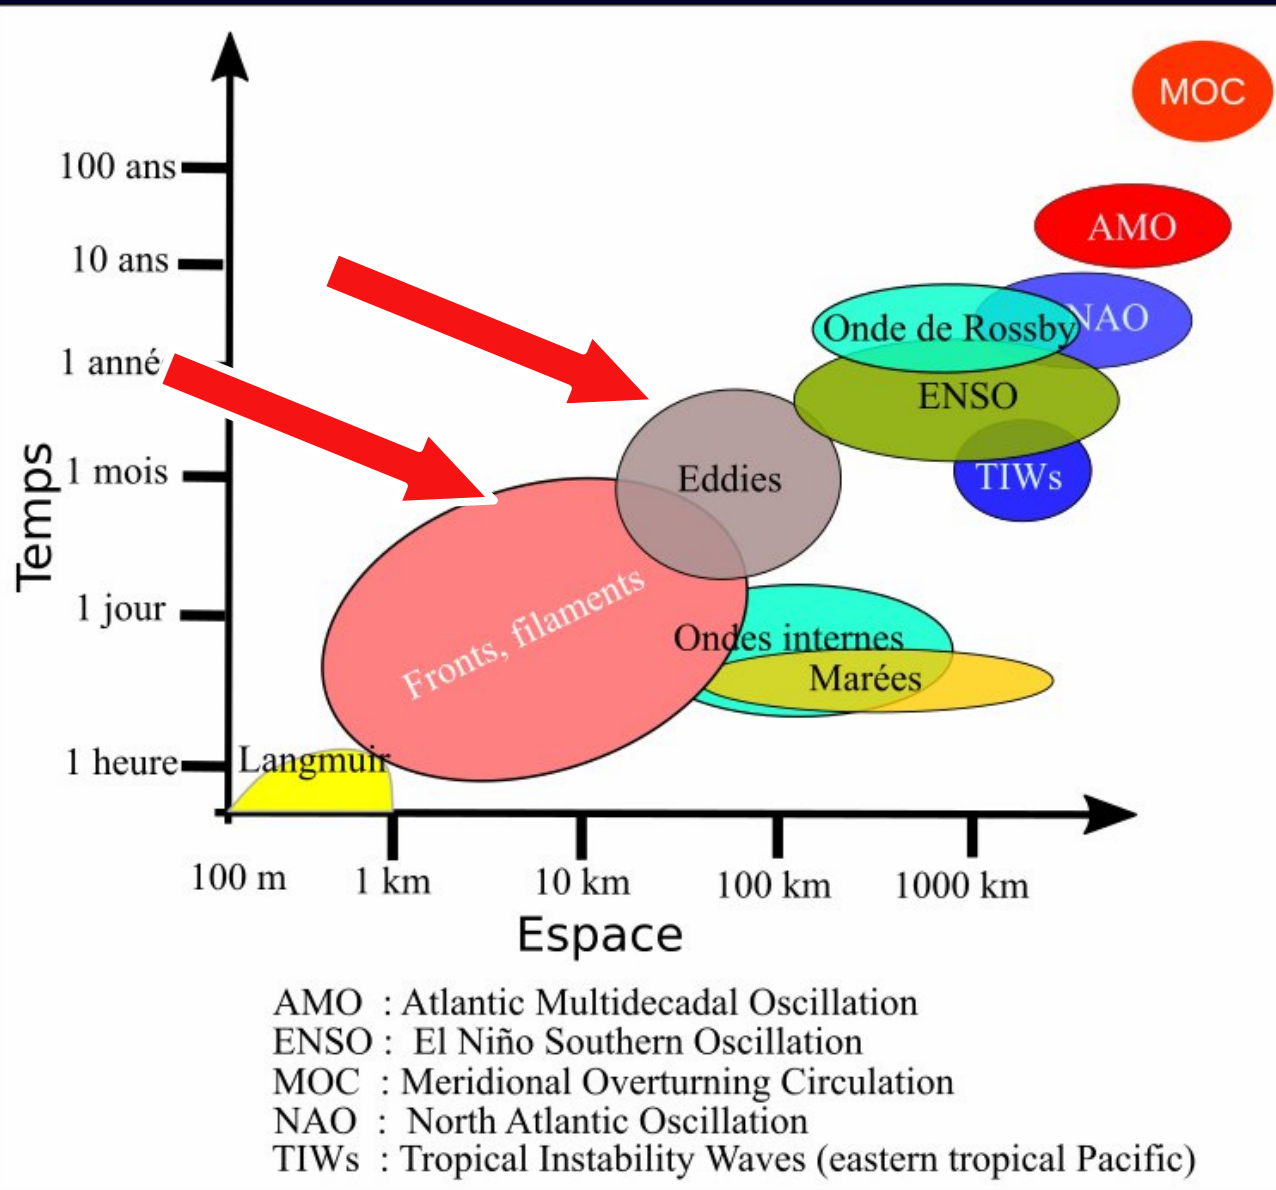 MOC
100 ans
AMO
10 ans
NAO
Onde de Rossby
1 anné
ENSO
1 mois
Eddies
TIWs
Temps
Fronts, filaments
1 jour
Ondes internes
Marées
1 heure
Langmuir
100 m
1 km
10 km
100 km
1000 km
Espace
AMO : Atlantic Multidecadal Oscillation
ENSO : El Niño Southern Oscillation
MOC : Meridional Overturning Circulation
NAO : North Atlantic Oscillation
TIWs : Tropical Instability Waves (eastern tropical Pacific)